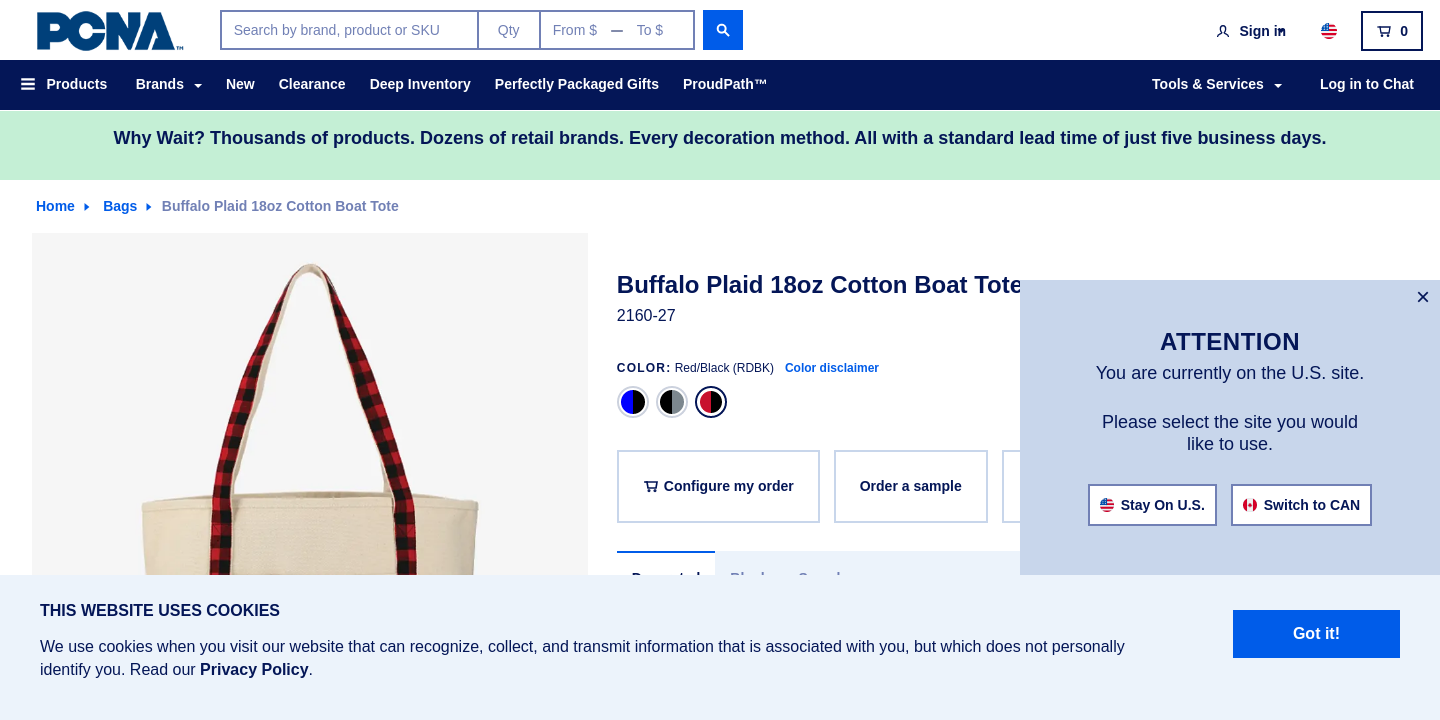 PCNA™
Search by brand, product or SKU
Qty
From $ — To $
Sign in
0
Products
Brands
New
Clearance
Deep Inventory
Perfectly Packaged Gifts
ProudPath™
Tools & Services
Log in to Chat
Why Wait? Thousands of products. Dozens of retail brands. Every decoration method. All with a standard lead time of just five business days.
Home
Bags
Buffalo Plaid 18oz Cotton Boat Tote
Buffalo Plaid 18oz Cotton Boat Tote
2160-27
COLOR: Red/Black (RDBK) Color disclaimer
Configure my order
Order a sample
×
ATTENTION
You are currently on the U.S. site.
Please select the site you would
like to use.
Stay On U.S.
Switch to CAN
THIS WEBSITE USES COOKIES
We use cookies when you visit our website that can recognize, collect, and transmit information that is associated with you, but which does not personally
identify you. Read our Privacy Policy.
Got it!